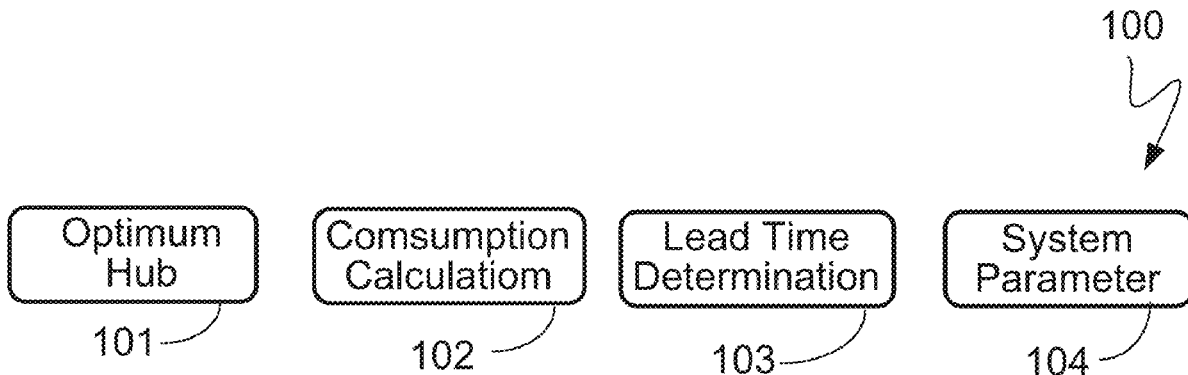 100
Optimum
Hub
Comsumption
Calculatiom
Lead Time
Determination
System
Parameter
101
102
103
104